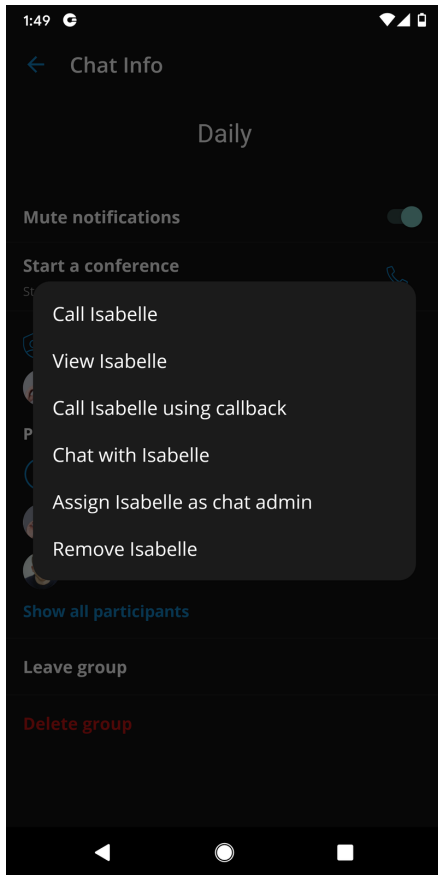 1:49
Chat Info
Daily
Mute notifications
Start a conference
St
Call Isabelle
View Isabelle
Call Isabelle using callback
P
Chat with Isabelle
Assign Isabelle as chat admin
Remove Isabelle
Show all participants
Leave group
Delete group